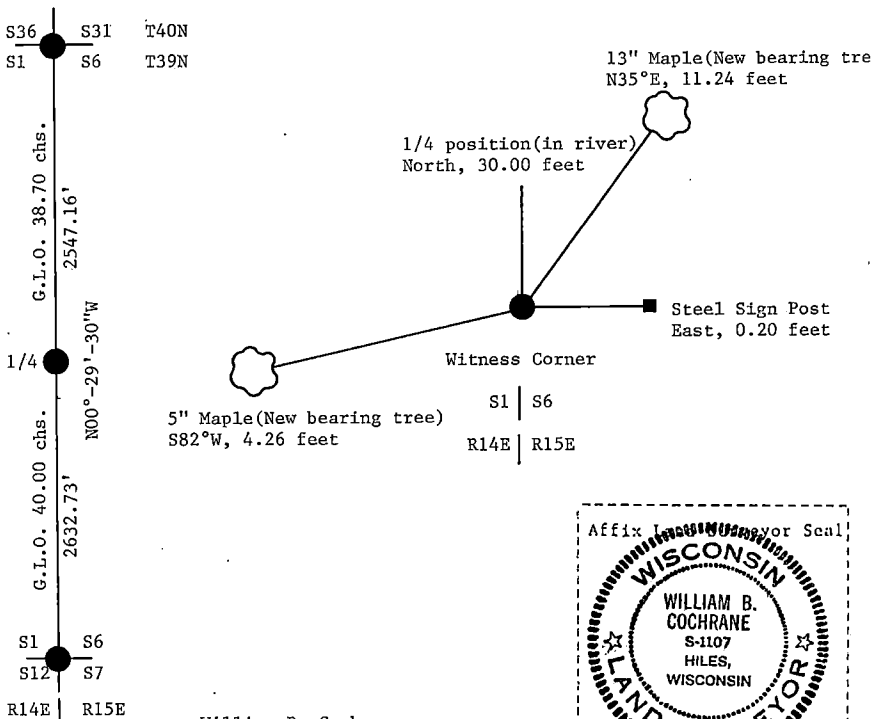 S36 S31 T40N
S1 S6 T39N
G.L.O. 38.70 chs.
2547.16'
1/4
N00°-29'-30"W
G.L.O. 40.00 chs.
2632.73'
S1 S6
S12 S7
R14E R15E
13" Maple(New bearing tre
N35°E, 11.24 feet
1/4 position(in river)
North, 30.00 feet
Steel Sign Post
East, 0.20 feet
Witness Corner
S1 S6
R14E R15E
5" Maple(New bearing tree)
S82°W, 4.26 feet
Affix Seal
WISCONSIN
WILLIAM B.
COCHRANE
S-1107
HILES,
WISCONSIN
LAND